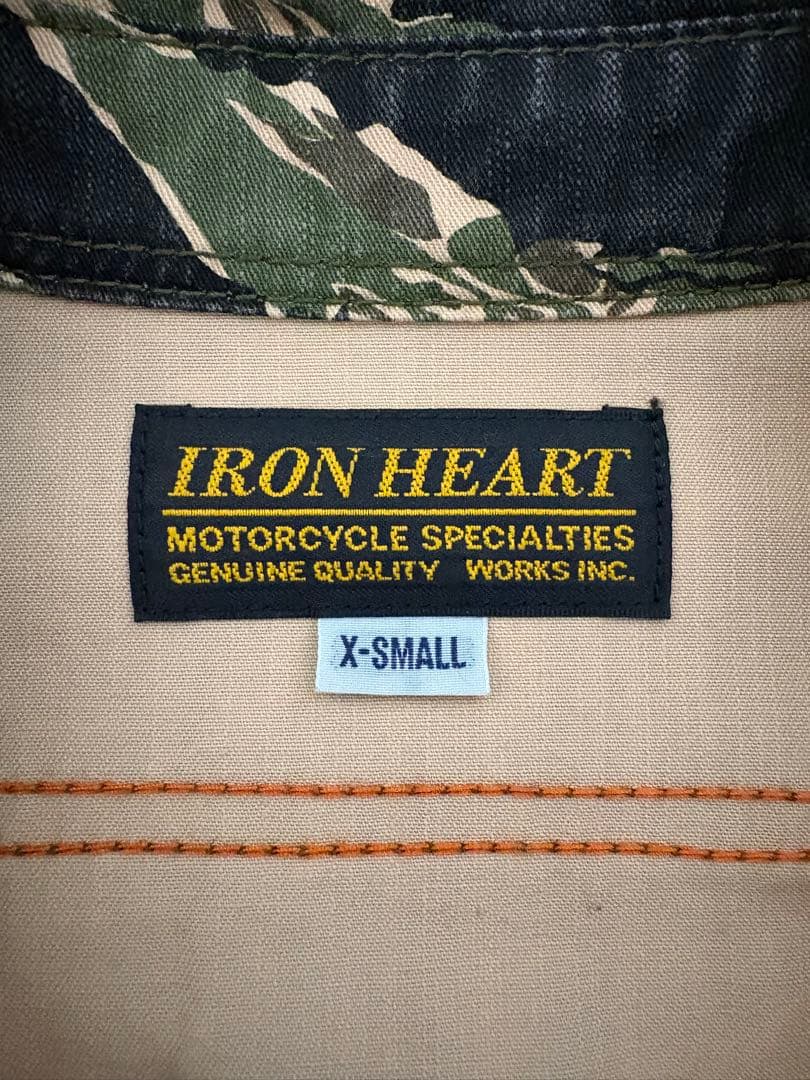 IRON HEART
MOTORCYCLE SPECIALTIES
GENUINE QUALITY WORKS INC.
X-SMALL